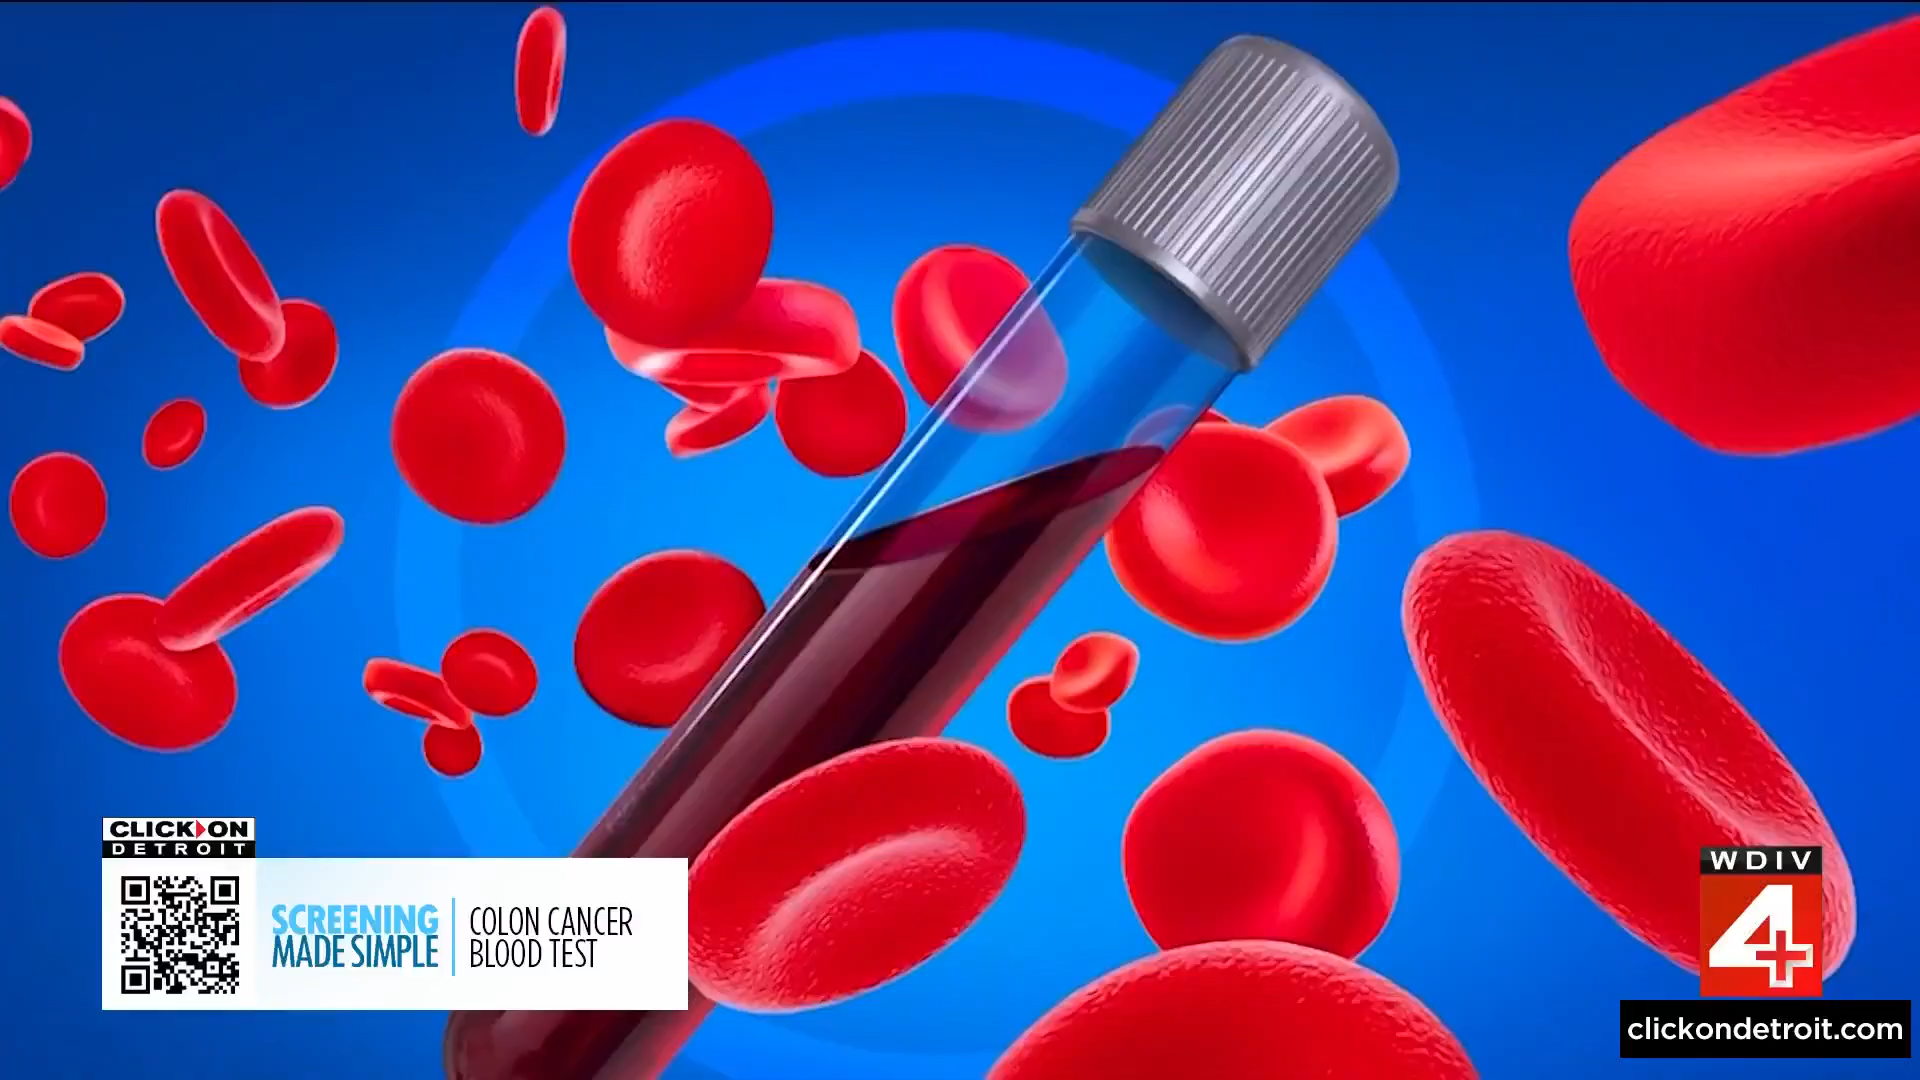 CLICK ON
DETROIT
SCREENING
MADE SIMPLE
COLON CANCER
BLOOD TEST
WDIV
4
clickondetroit.com